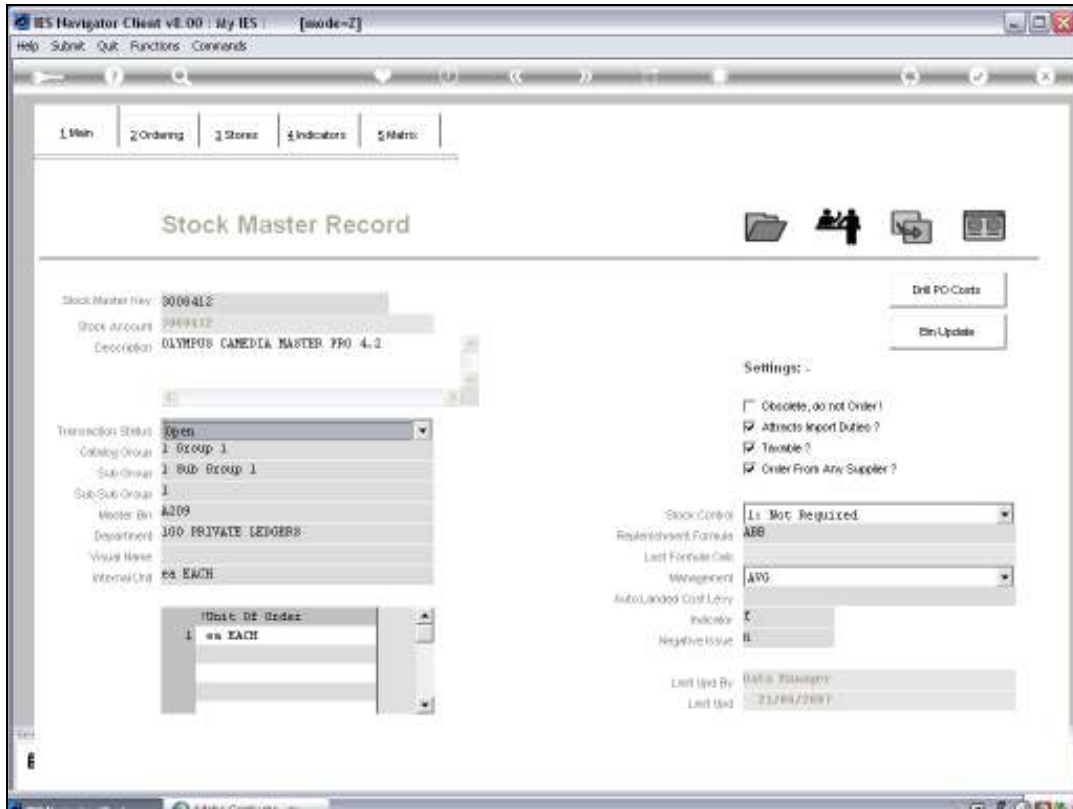 IES Navigator Client v8.00 : My IES : [mode=Z]
Help Submit Quit Functions Commands
1 Main 2 Ordering 3 Stores 4 Indicators 5 Matrix
Stock Master Record
Drill PO Costs
Stock Master Key 3008412
Stock Account
Bin Update
Description OLYMPUS CAMEDIA MASTER PRO 4.2
Settings: -
Obsolete, do not Order !
Transaction Status Open
Attracts Import Duties ?
Catalog Group 1 Group 1
Taxable ?
Sub Group 1 Sub Group 1
Order From Any Supplier ?
Sub Sub Group 1
Master Bin A209
Stock Control 1: Not Required
Department 100 PRIVATE LEDGERS
Replenishment Formula ABB
Visual Name
Last Formula Calc
Internal Unit ea EACH
Management AVG
Auto Landed Cost Levy
Unit Of Order
Indicator
1 ea EACH
Negative Issue
Last Upd By Data Manager
Last Upd